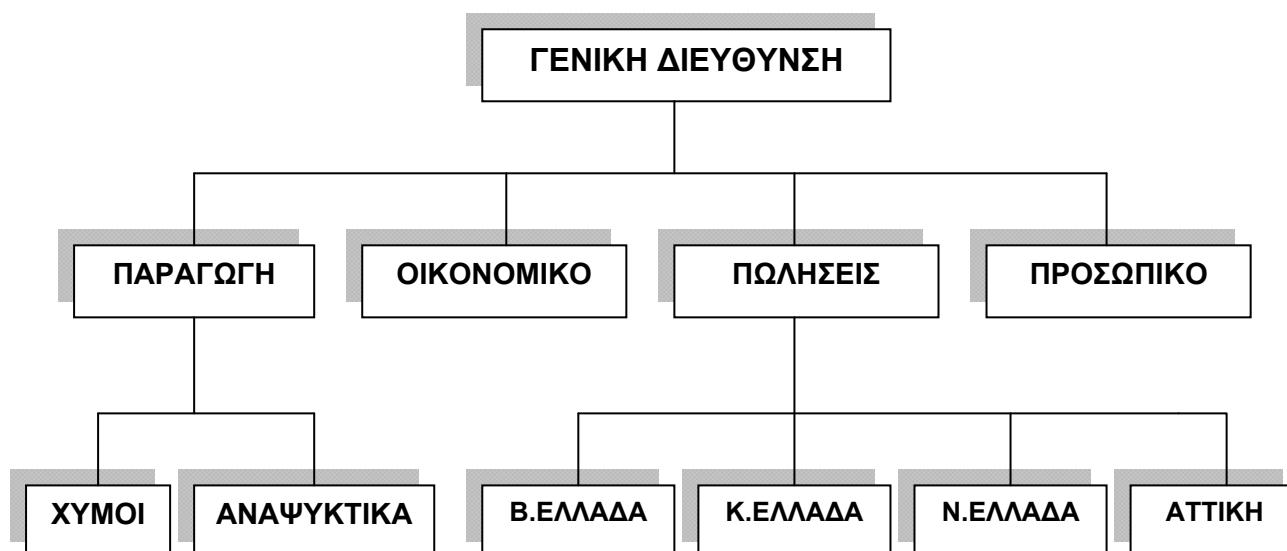 ΓΕΝΙΚΗ ΔΙΕΥΘΥΝΣΗ
ΠΑΡΑΓΩΓΗ
ΟΙΚΟΝΟΜΙΚΟ
ΠΩΛΗΣΕΙΣ
ΠΡΟΣΩΠΙΚΟ
ΧΥΜΟΙ
ΑΝΑΨΥΚΤΙΚΑ
Β.ΕΛΛΑΔΑ
Κ.ΕΛΛΑΔΑ
Ν.ΕΛΛΑΔΑ
ΑΤΤΙΚΗ